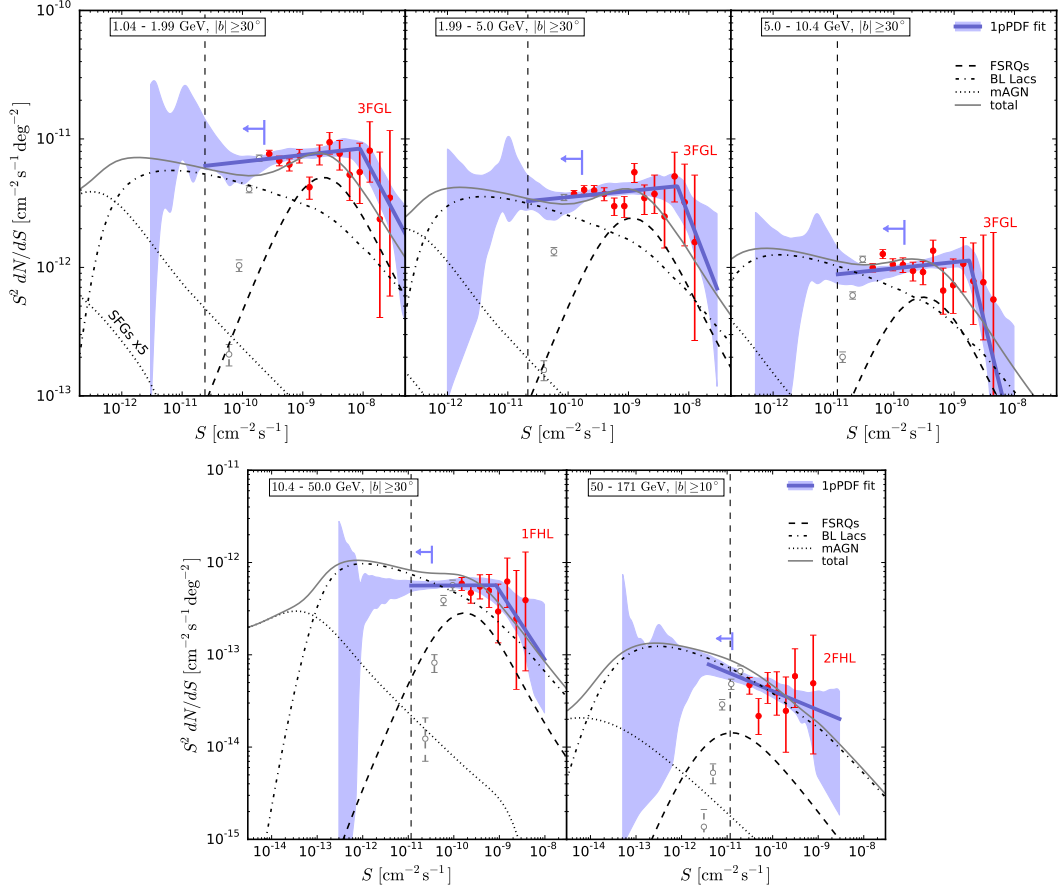 1.04 - 1.99 GeV, |b| ≥30°
1.99 - 5.0 GeV, |b| ≥30°
5.0 - 10.4 GeV, |b| ≥30°
1pPDF fit
FSRQs
BL Lacs
mAGN
total
3FGL
3FGL
3FGL
SFGs x5
S² dN/dS [cm⁻² s⁻¹ deg⁻²]
10⁻¹⁰
10⁻¹¹
10⁻¹²
10⁻¹³
10⁻¹² 10⁻¹¹ 10⁻¹⁰ 10⁻⁹ 10⁻⁸
10⁻¹² 10⁻¹¹ 10⁻¹⁰ 10⁻⁹ 10⁻⁸
10⁻¹² 10⁻¹¹ 10⁻¹⁰ 10⁻⁹ 10⁻⁸
S [cm⁻² s⁻¹]
S [cm⁻² s⁻¹]
S [cm⁻² s⁻¹]
10.4 - 50.0 GeV, |b| ≥30°
50 - 171 GeV, |b| ≥10°
1pPDF fit
FSRQs
BL Lacs
mAGN
total
1FHL
2FHL
S² dN/dS [cm⁻² s⁻¹ deg⁻²]
10⁻¹¹
10⁻¹²
10⁻¹³
10⁻¹⁴
10⁻¹⁵
10⁻¹⁴ 10⁻¹³ 10⁻¹² 10⁻¹¹ 10⁻¹⁰ 10⁻⁹ 10⁻⁸
10⁻¹⁴ 10⁻¹³ 10⁻¹² 10⁻¹¹ 10⁻¹⁰ 10⁻⁹ 10⁻⁸
S [cm⁻² s⁻¹]
S [cm⁻² s⁻¹]